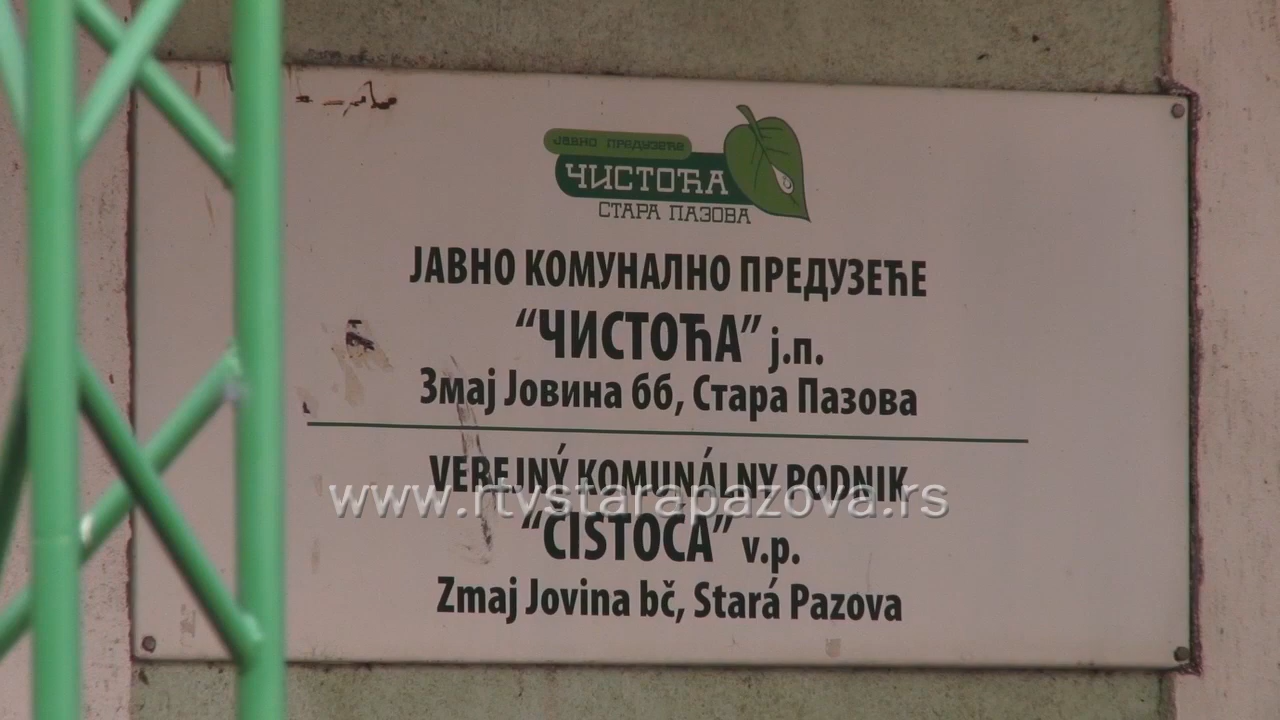 ЈАВНО ПРЕДУЗЕЋЕ
ЧИСТОЋА
СТАРА ПАЗОВА
ЈАВНО КОМУНАЛНО ПРЕДУЗЕЋЕ
“ЧИСТОЋА” ј.п.
Змај Јовина бб, Стара Пазова
VEREJNÝ KOMUNÁLNY PODNIK
www.rtvstarapazova.rs
“ČISTOĆA” v.p.
Zmaj Jovina bč, Stará Pazova